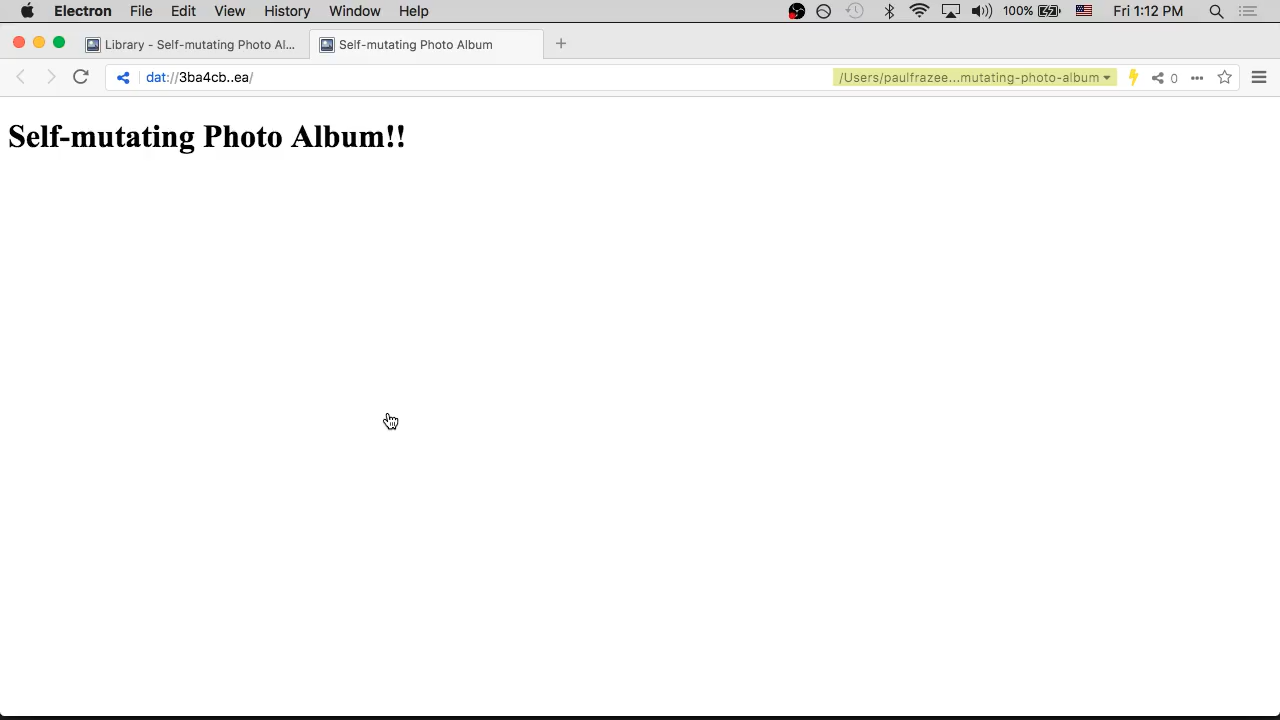 Electron File Edit View History Window Help 100% Fri 1:12 PM
Library - Self-mutating Photo Al... Self-mutating Photo Album
dat://3ba4cb..ea/ /Users/paulfrazee...mutating-photo-album 0
Self-mutating Photo Album!!